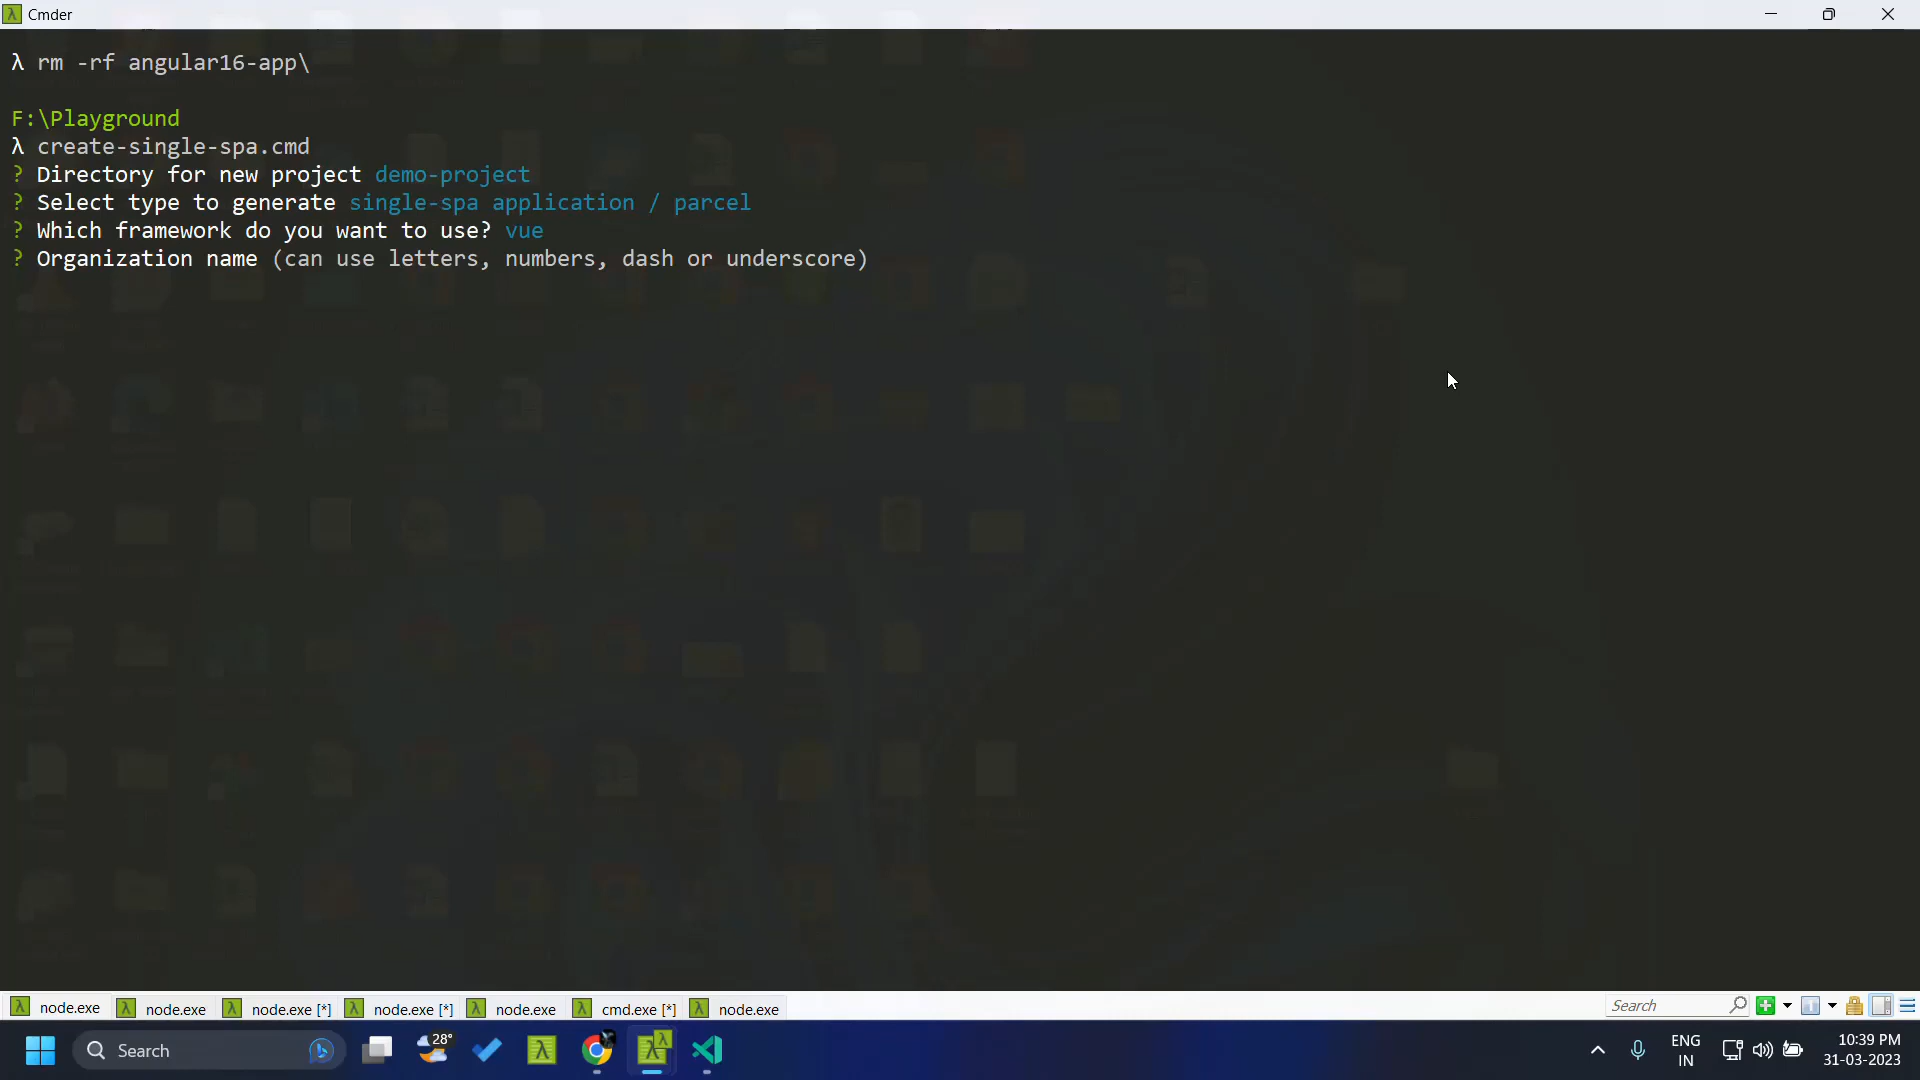 Cmder
λ rm -rf angular16-app\
F:\Playground
λ create-single-spa.cmd
? Directory for new project demo-project
? Select type to generate single-spa application / parcel
? Which framework do you want to use? vue
? Organization name (can use letters, numbers, dash or underscore)
node.exe node.exe node.exe [*] node.exe [*] node.exe cmd.exe [*] node.exe Search
Search 28° ENG 10:39 PM
IN 31-03-2023